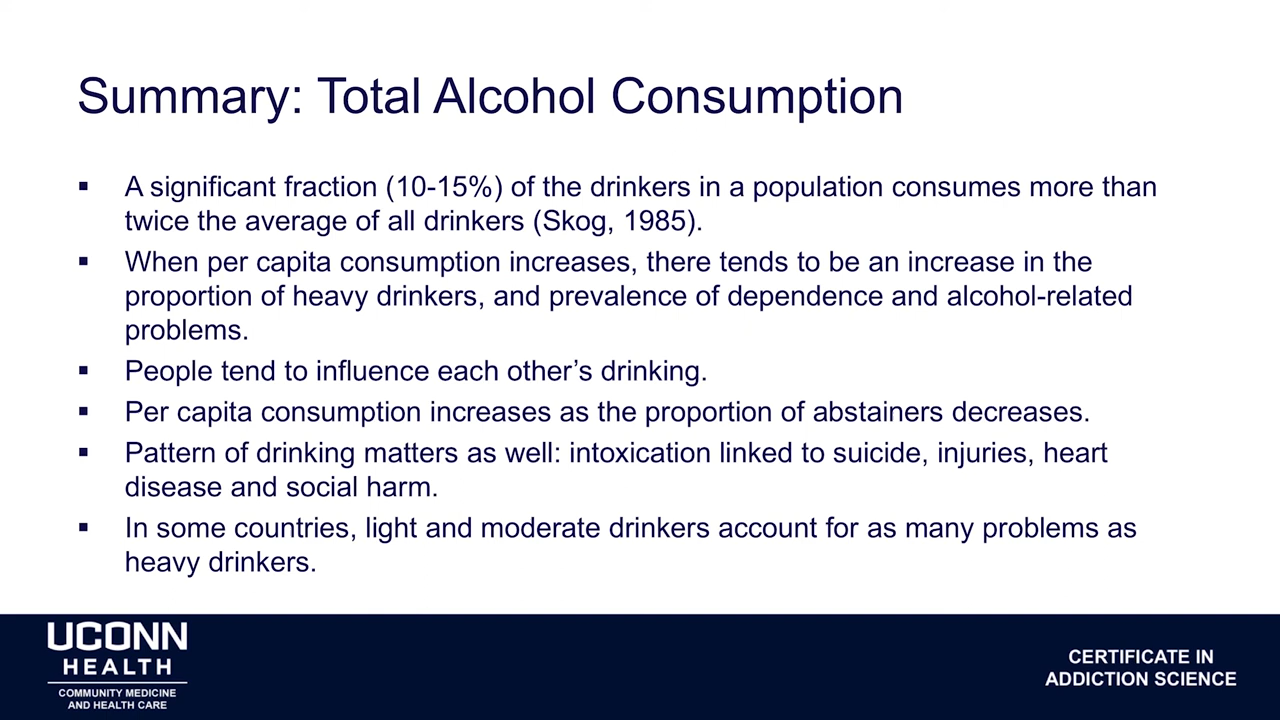 Summary: Total Alcohol Consumption
▪ A significant fraction (10-15%) of the drinkers in a population consumes more than
twice the average of all drinkers (Skog, 1985).
▪ When per capita consumption increases, there tends to be an increase in the
proportion of heavy drinkers, and prevalence of dependence and alcohol-related
problems.
▪ People tend to influence each other’s drinking.
▪ Per capita consumption increases as the proportion of abstainers decreases.
▪ Pattern of drinking matters as well: intoxication linked to suicide, injuries, heart
disease and social harm.
▪ In some countries, light and moderate drinkers account for as many problems as
heavy drinkers.
UCONN
HEALTH
COMMUNITY MEDICINE
AND HEALTH CARE
CERTIFICATE IN
ADDICTION SCIENCE